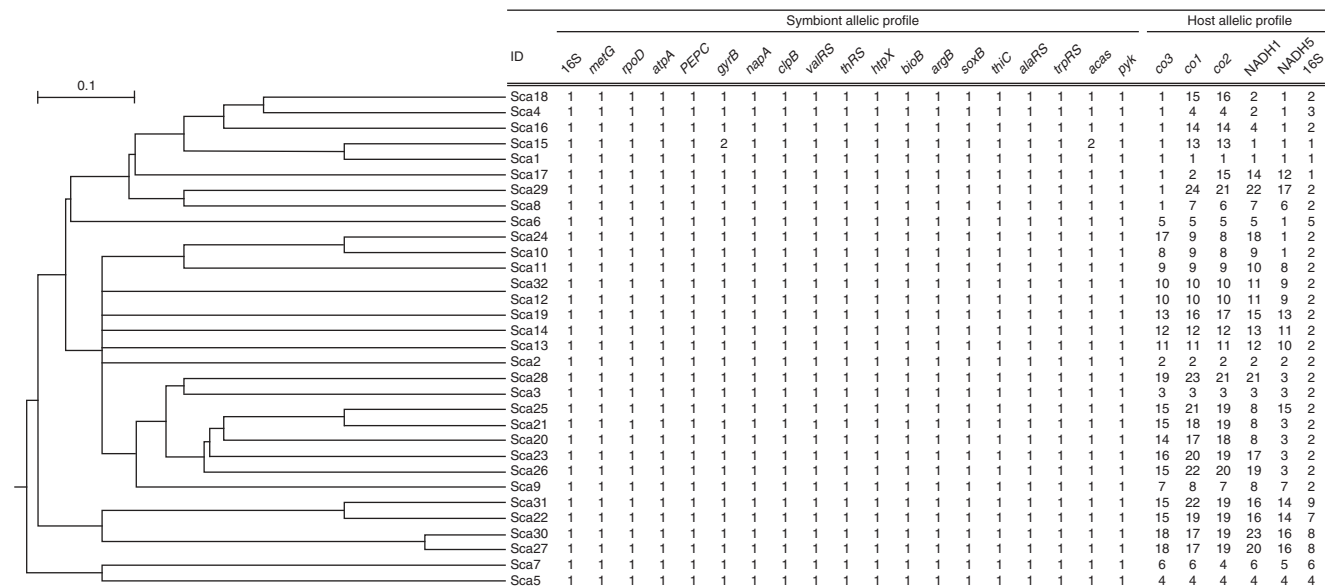 Symbiont allelic profile Host allelic profile
ID 16S metG rpoD atpA PEPC gyrB napA clpB valRS thRS htpX bioB argB soxB thiC alaRS trpRS acas pyk co3 co1 co2 NADH1 NADH5 16S
0.1
Sca18 1 1 1 1 1 1 1 1 1 1 1 1 1 1 1 1 1 1 1 1 15 16 2 1 2
Sca4 1 1 1 1 1 1 1 1 1 1 1 1 1 1 1 1 1 1 1 1 4 4 2 1 3
Sca16 1 1 1 1 1 1 1 1 1 1 1 1 1 1 1 1 1 1 1 1 14 14 4 1 2
Sca15 1 1 1 1 1 2 1 1 1 1 1 1 1 1 1 1 1 2 1 1 13 13 1 1 1
Sca1 1 1 1 1 1 1 1 1 1 1 1 1 1 1 1 1 1 1 1 1 1 1 1 1 1
Sca17 1 1 1 1 1 1 1 1 1 1 1 1 1 1 1 1 1 1 1 1 2 15 14 12 1
Sca29 1 1 1 1 1 1 1 1 1 1 1 1 1 1 1 1 1 1 1 1 24 21 22 17 2
Sca8 1 1 1 1 1 1 1 1 1 1 1 1 1 1 1 1 1 1 1 1 7 6 7 6 2
Sca6 1 1 1 1 1 1 1 1 1 1 1 1 1 1 1 1 1 1 1 5 5 5 5 1 5
Sca24 1 1 1 1 1 1 1 1 1 1 1 1 1 1 1 1 1 1 1 17 9 8 18 1 2
Sca10 1 1 1 1 1 1 1 1 1 1 1 1 1 1 1 1 1 1 1 8 9 8 9 1 2
Sca11 1 1 1 1 1 1 1 1 1 1 1 1 1 1 1 1 1 1 1 9 9 9 10 8 2
Sca32 1 1 1 1 1 1 1 1 1 1 1 1 1 1 1 1 1 1 1 10 10 10 11 9 2
Sca12 1 1 1 1 1 1 1 1 1 1 1 1 1 1 1 1 1 1 1 10 10 10 11 9 2
Sca19 1 1 1 1 1 1 1 1 1 1 1 1 1 1 1 1 1 1 1 13 16 17 15 13 2
Sca14 1 1 1 1 1 1 1 1 1 1 1 1 1 1 1 1 1 1 1 12 12 12 13 11 2
Sca13 1 1 1 1 1 1 1 1 1 1 1 1 1 1 1 1 1 1 1 11 11 11 12 10 2
Sca2 1 1 1 1 1 1 1 1 1 1 1 1 1 1 1 1 1 1 1 2 2 2 2 2 2
Sca28 1 1 1 1 1 1 1 1 1 1 1 1 1 1 1 1 1 1 1 19 23 21 21 3 2
Sca3 1 1 1 1 1 1 1 1 1 1 1 1 1 1 1 1 1 1 1 3 3 3 3 3 2
Sca25 1 1 1 1 1 1 1 1 1 1 1 1 1 1 1 1 1 1 1 15 21 19 8 15 2
Sca21 1 1 1 1 1 1 1 1 1 1 1 1 1 1 1 1 1 1 1 15 18 19 8 3 2
Sca20 1 1 1 1 1 1 1 1 1 1 1 1 1 1 1 1 1 1 1 14 17 18 8 3 2
Sca23 1 1 1 1 1 1 1 1 1 1 1 1 1 1 1 1 1 1 1 16 20 19 17 3 2
Sca26 1 1 1 1 1 1 1 1 1 1 1 1 1 1 1 1 1 1 1 15 22 20 19 3 2
Sca9 1 1 1 1 1 1 1 1 1 1 1 1 1 1 1 1 1 1 1 7 8 7 8 7 2
Sca31 1 1 1 1 1 1 1 1 1 1 1 1 1 1 1 1 1 1 1 15 22 19 16 14 9
Sca22 1 1 1 1 1 1 1 1 1 1 1 1 1 1 1 1 1 1 1 15 19 19 16 14 7
Sca30 1 1 1 1 1 1 1 1 1 1 1 1 1 1 1 1 1 1 1 18 17 19 23 16 8
Sca27 1 1 1 1 1 1 1 1 1 1 1 1 1 1 1 1 1 1 1 18 17 19 20 16 8
Sca7 1 1 1 1 1 1 1 1 1 1 1 1 1 1 1 1 1 1 1 6 6 4 6 5 6
Sca5 1 1 1 1 1 1 1 1 1 1 1 1 1 1 1 1 1 1 1 4 4 4 4 4 4